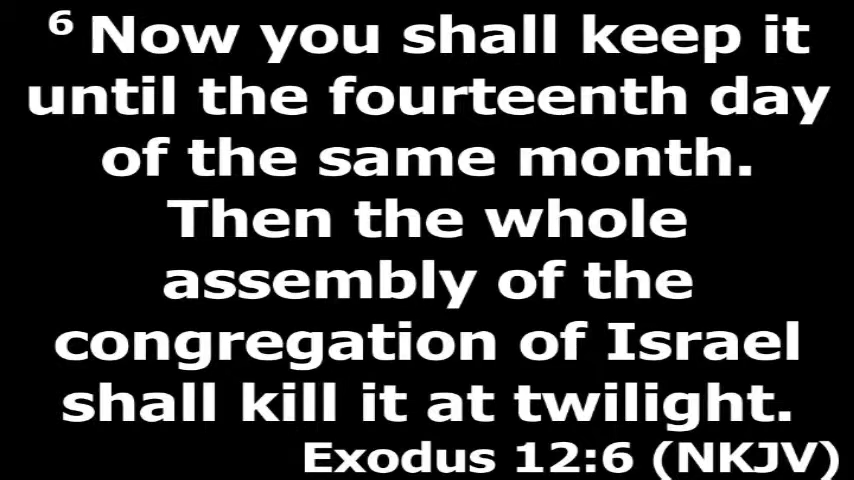 6 Now you shall keep it
until the fourteenth day
of the same month.
Then the whole
assembly of the
congregation of Israel
shall kill it at twilight.
Exodus 12:6 (NKJV)